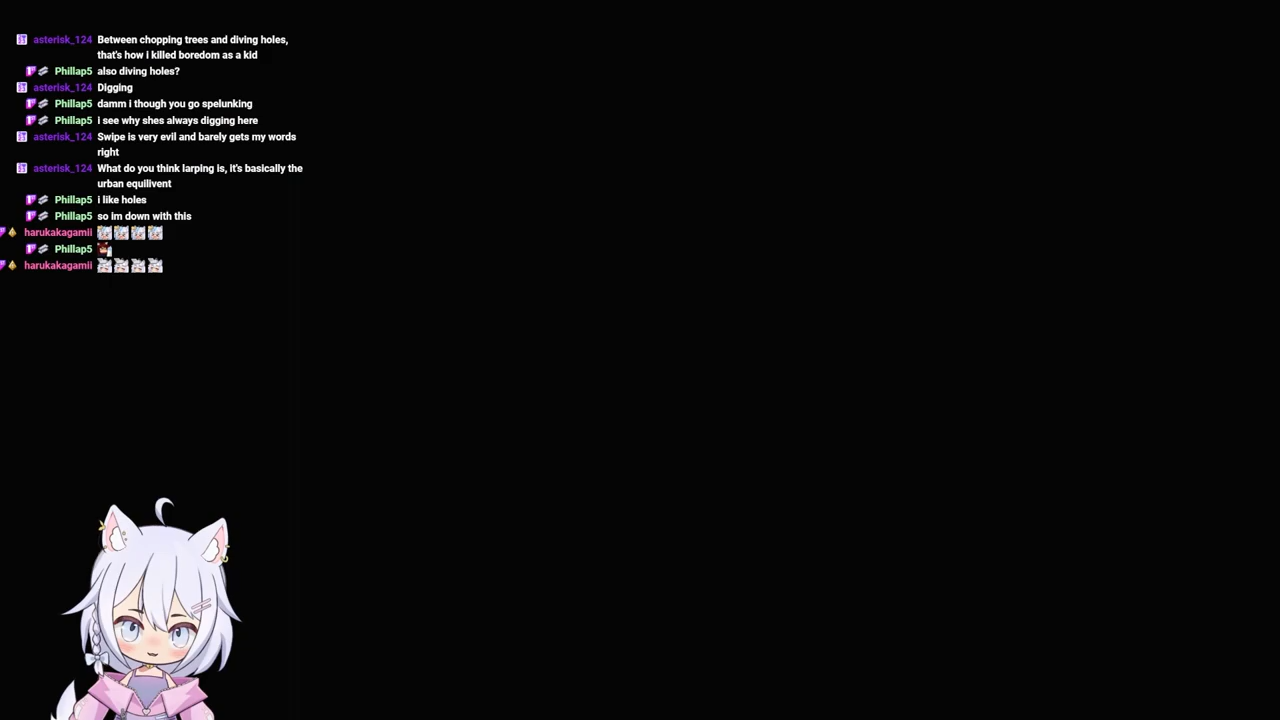 asterisk_124 Between chopping trees and diving holes,
that's how i killed boredom as a kid
Phillap5 also diving holes?
asterisk_124 Digging
Phillap5 damm i though you go spelunking
Phillap5 i see why shes always digging here
asterisk_124 Swipe is very evil and barely gets my words
right
asterisk_124 What do you think larping is, it's basically the
urban equilivent
Phillap5 i like holes
Phillap5 so im down with this
harukakagamii
Phillap5
harukakagamii